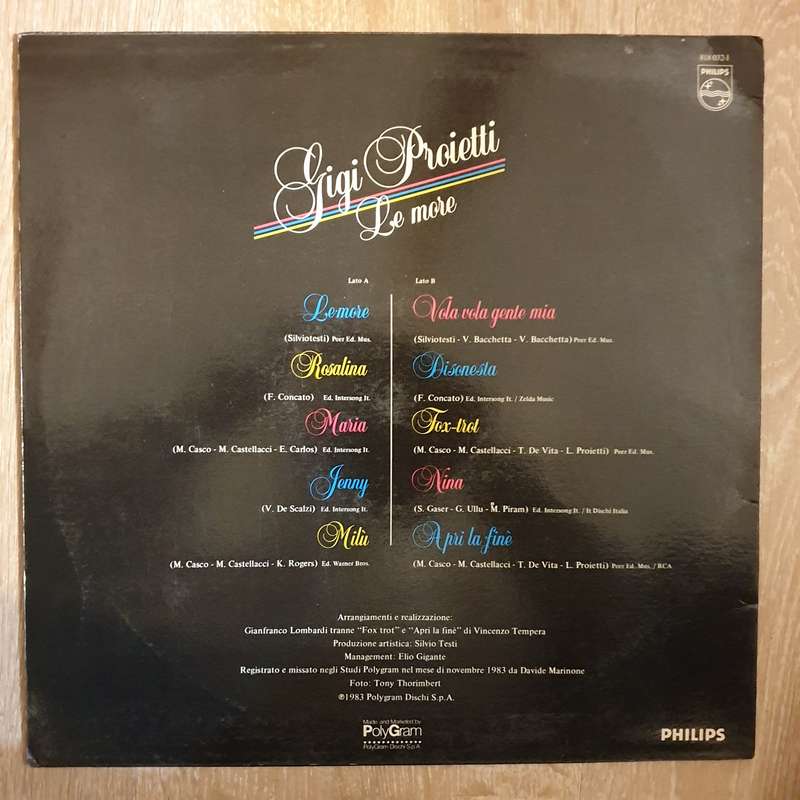 818 072-1
PHILIPS
Gigi Proietti
Le more
Lato A
Lemore
(Silviotesti) Peer Ed. Mus.
Rosalina
(F. Concato) Ed. Intersong It.
Maria
(M. Casco - M. Castellacci - E. Carlos) Ed. Intersong It.
Jenny
(V. De Scalzi) Ed. Intersong It.
Milù
(M. Casco - M. Castellacci - K. Rogers) Ed. Warner Bros.
Lato B
Vola vola gente mia
(Silviotesti - V. Bacchetta - V. Bacchetta) Peer Ed. Mus.
Disonesta
(F. Concato) Ed. Intersong It. / Zelda Music
Fox-trot
(M. Casco - M. Castellacci - T. De Vita - L. Proietti) Peer Ed. Mus.
Nina
(S. Gaser - G. Ullu - M. Piram) Ed. Intersong It. / It Dischi Italia
Apri la finè
(M. Casco - M. Castellacci - T. De Vita - L. Proietti) Peer Ed. Mus. / RCA
Arrangiamenti e realizzazione:
Gianfranco Lombardi tranne “Fox trot” e “Apri la finè” di Vincenzo Tempera
Produzione artistica: Silvio Testi
Management: Elio Gigante
Registrato e missato negli Studi Polygram nel mese di novembre 1983 da Davide Marinone
Foto: Tony Thorimbert
℗1983 Polygram Dischi S.p.A.
Made and Marketed by
PolyGram
PolyGram Dischi S.p.A.
PHILIPS